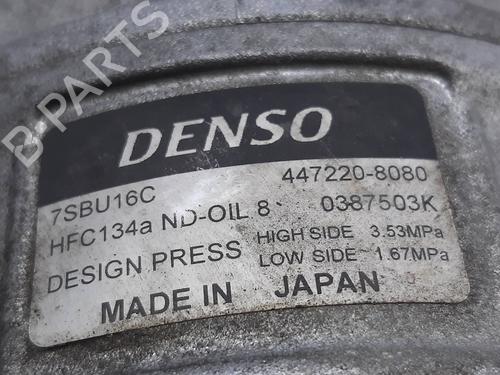 B PARTS
DENSO
7SBU16C 447220-8080
HFC134a ND-OIL 8 0387503K
DESIGN PRESS HIGH SIDE 3.53MPa
LOW SIDE 1.67MPa
MADE IN JAPAN